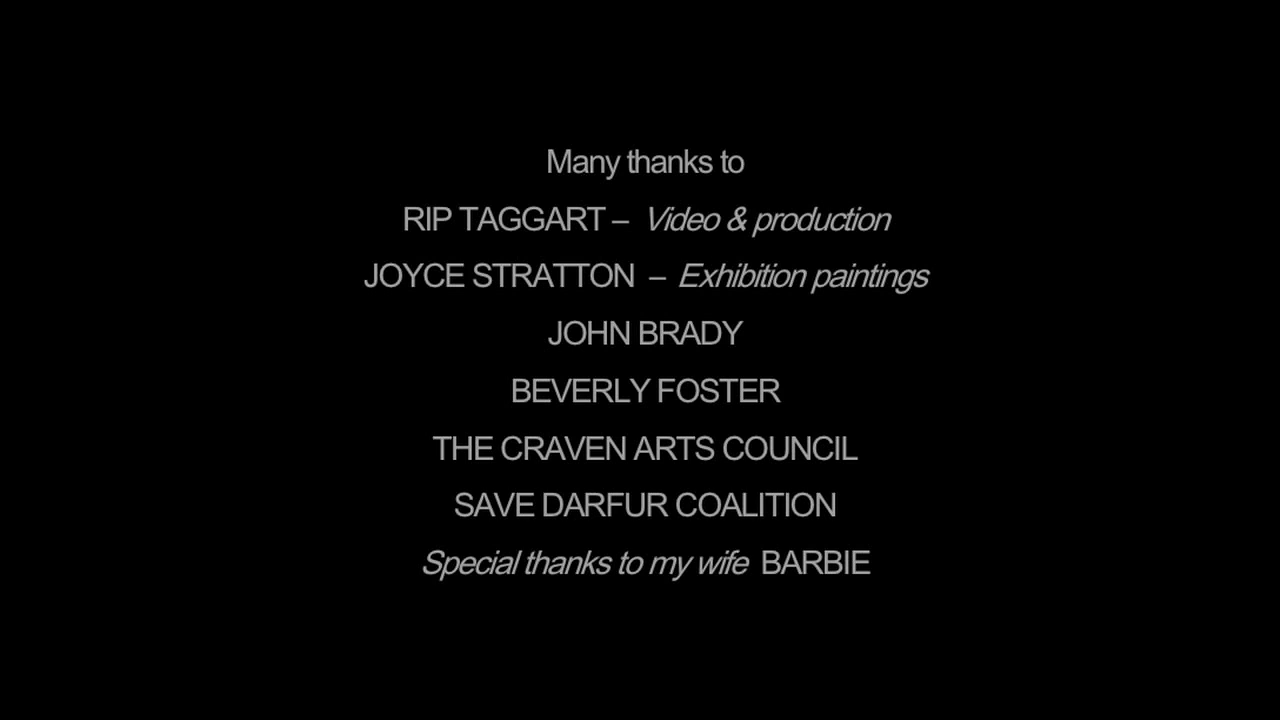 Many thanks to
RIP TAGGART – Video & production
JOYCE STRATTON – Exhibition paintings
JOHN BRADY
BEVERLY FOSTER
THE CRAVEN ARTS COUNCIL
SAVE DARFUR COALITION
Special thanks to my wife BARBIE